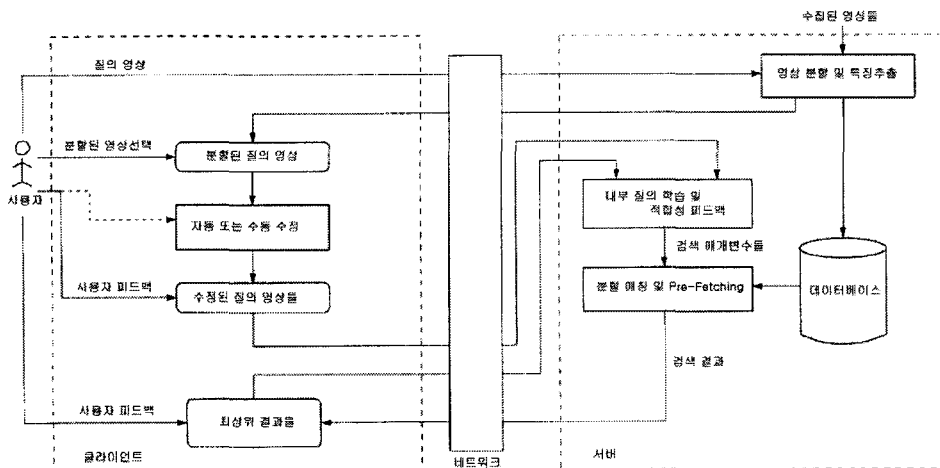 수집된 영상들
질의 영상
영상 분할 및 특징추출
분할된 영상선택
분할된 질의 영상
사용자
내부 질의 학습 및
적합성 피드백
자동 또는 수동 수정
검색 매개변수들
사용자 피드백
수정된 질의 영상들
분할 매칭 및 Pre-Fetching
데이터베이스
검색 결과
사용자 피드백
최상위 결과들
클라이언트
네트워크
서버